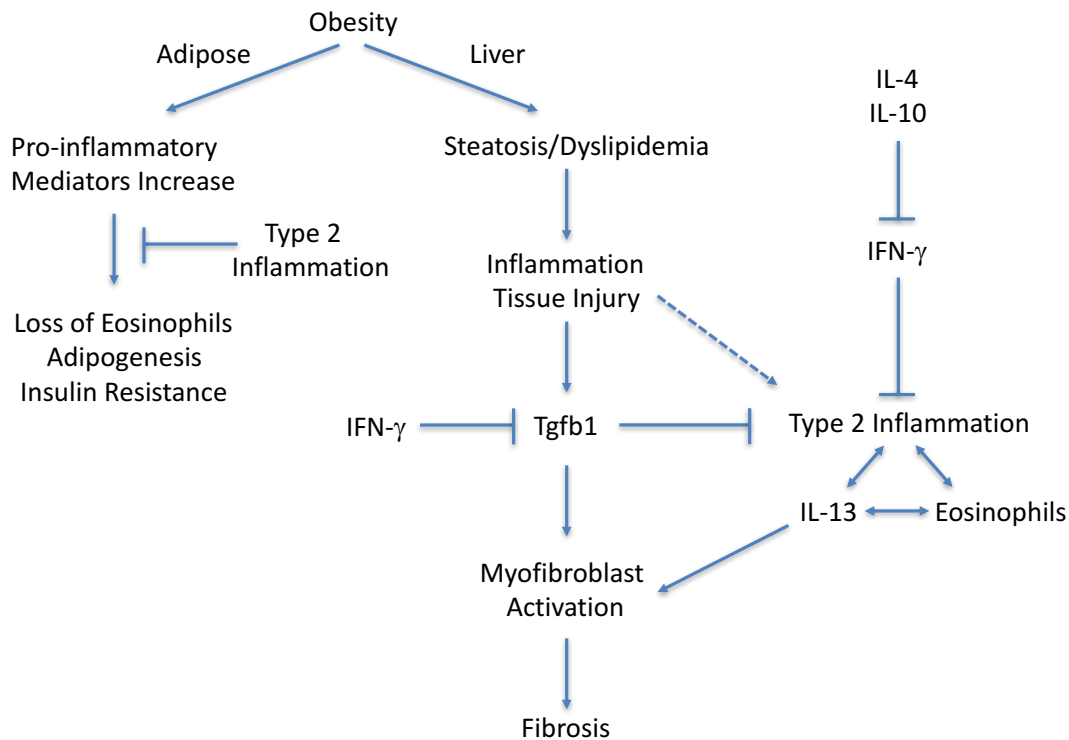 Obesity
Adipose
Liver
Pro-inflammatory
Mediators Increase
Type 2
Inflammation
Loss of Eosinophils
Adipogenesis
Insulin Resistance
Steatosis/Dyslipidemia
Inflammation
Tissue Injury
IFN-γ
Tgfb1
Myofibroblast
Activation
Fibrosis
IL-4
IL-10
IFN-γ
Type 2 Inflammation
IL-13
Eosinophils